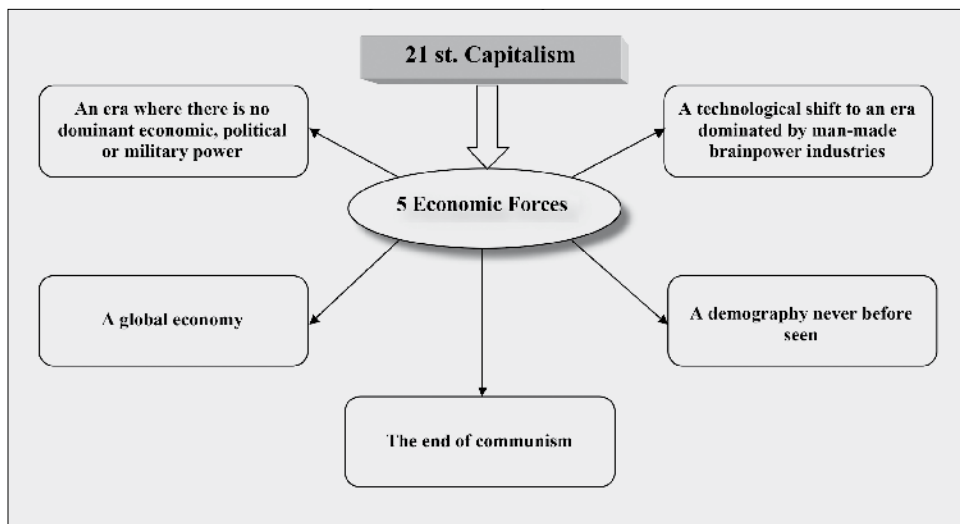 21 st. Capitalism
An era where there is no
dominant economic, political
or military power
A technological shift to an era
dominated by man-made
brainpower industries
5 Economic Forces
A global economy
A demography never before
seen
The end of communism